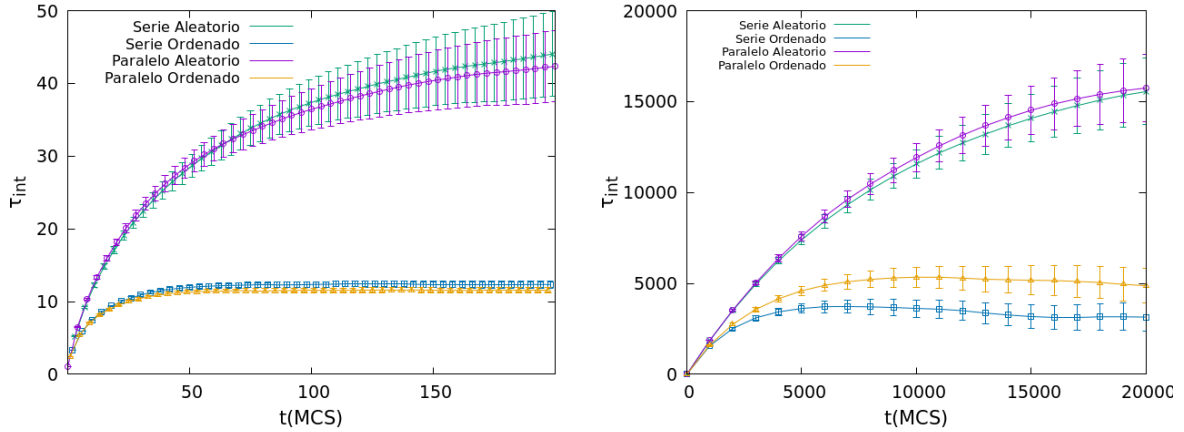 50
40
30
20
10
0
τint
50
100
150
t(MCS)
Serie Aleatorio
Serie Ordenado
Paralelo Aleatorio
Paralelo Ordenado
20000
15000
10000
5000
0
τint
0
5000
10000
15000
20000
t(MCS)
Serie Aleatorio
Serie Ordenado
Paralelo Aleatorio
Paralelo Ordenado